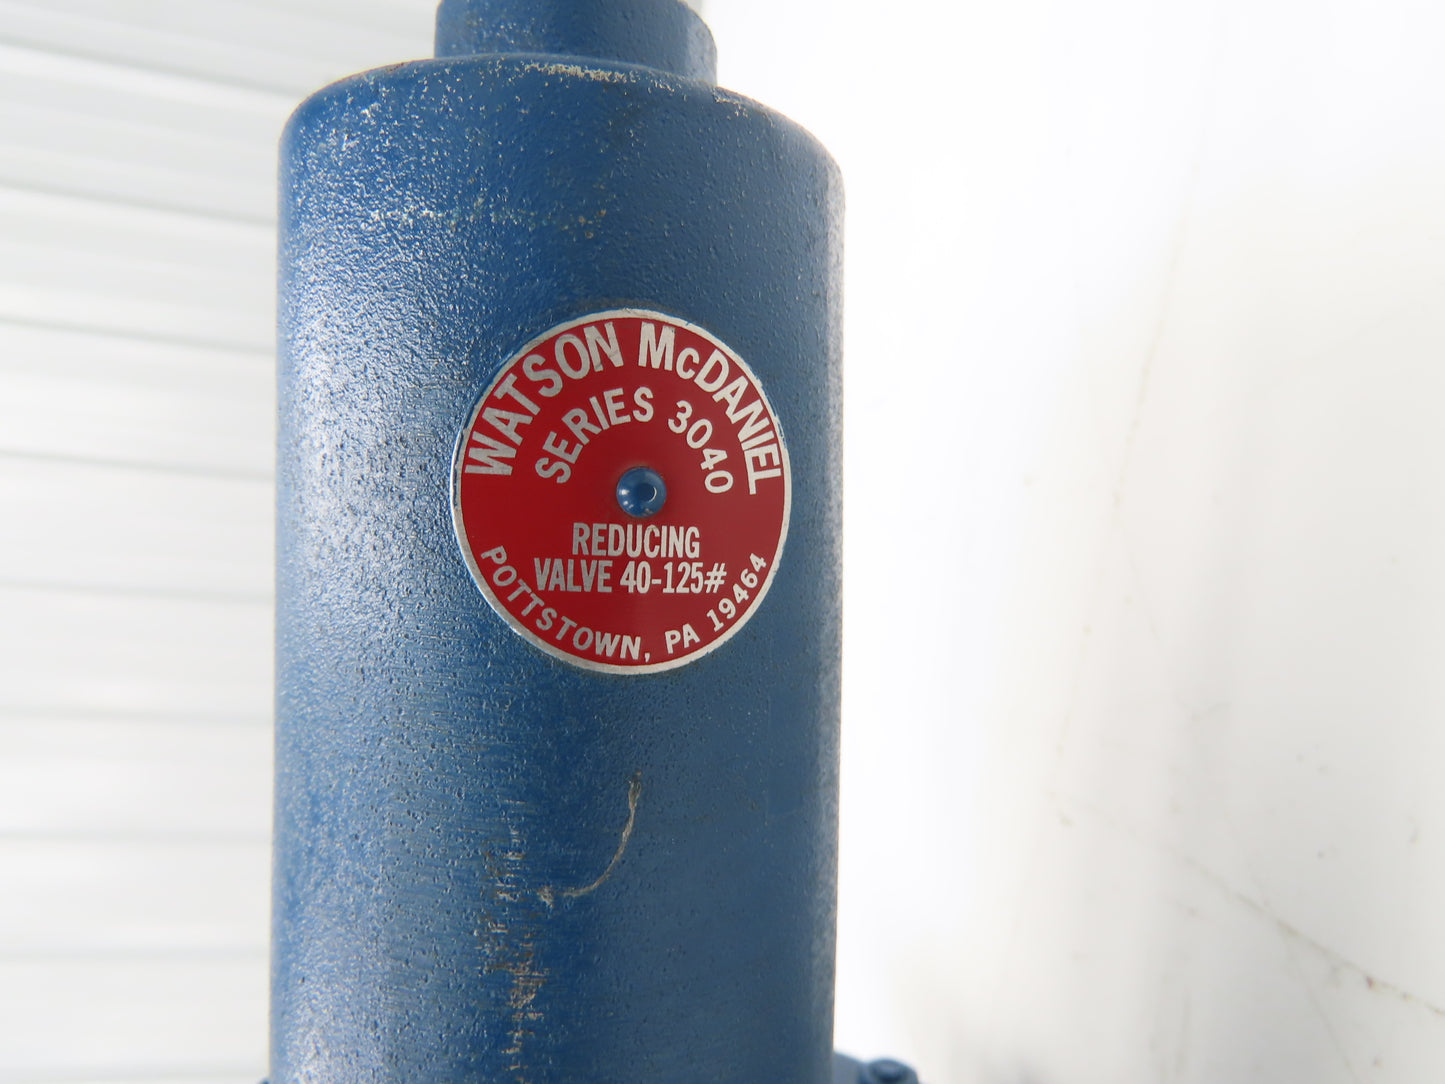 WATSON McDANIEL
SERIES 3040
REDUCING
VALVE 40-125#
POTTSTOWN, PA 19464